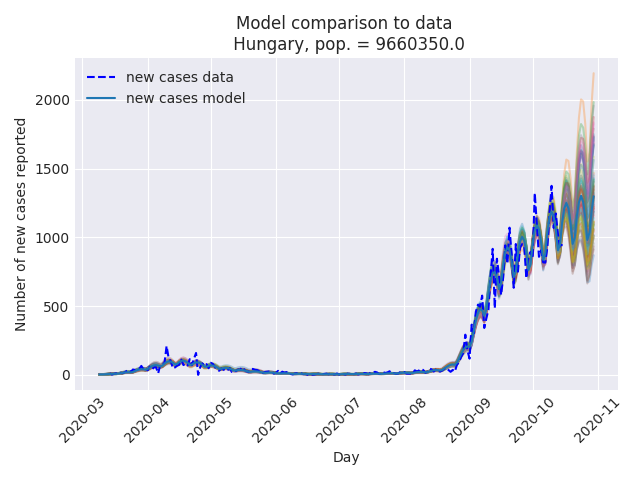 Model comparison to data
Hungary, pop. = 9660350.0
new cases data
new cases model
Number of new cases reported
2000
1500
1000
500
0
2020-03
2020-04
2020-05
2020-06
2020-07
2020-08
2020-09
2020-10
2020-11
Day